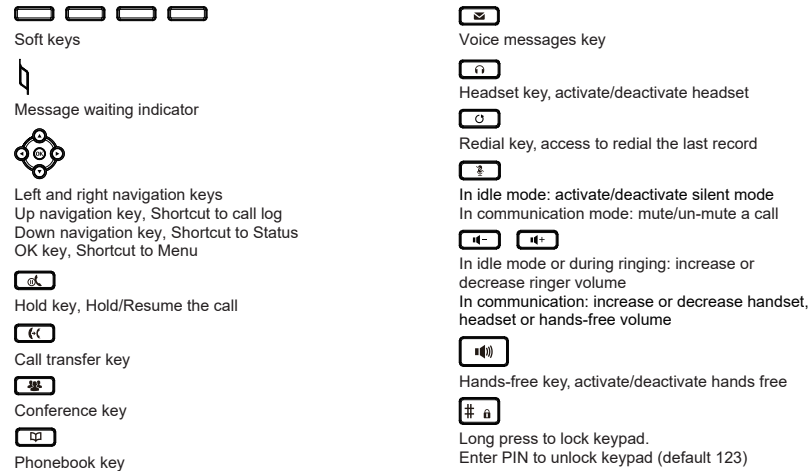 Soft keys
Message waiting indicator
OK
Left and right navigation keys
Up navigation key, Shortcut to call log
Down navigation key, Shortcut to Status
OK key, Shortcut to Menu
Hold key, Hold/Resume the call
Call transfer key
Conference key
Phonebook key
Voice messages key
Headset key, activate/deactivate headset
Redial key, access to redial the last record
In idle mode: activate/deactivate silent mode
In communication mode: mute/un-mute a call
In idle mode or during ringing: increase or
decrease ringer volume
In communication: increase or decrease handset,
headset or hands-free volume
Hands-free key, activate/deactivate hands free
#
Long press to lock keypad.
Enter PIN to unlock keypad (default 123)